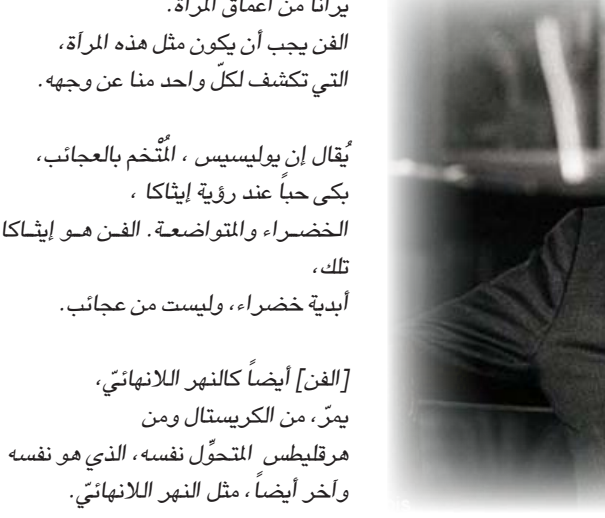 يرانا من أعماق المرآة.
الفن يجب أن يكون مثل هذه المرآة،
التي تكشف لكلّ واحد منا عن وجهه.
يُقال إن يوليسيس ، المُتْخم بالعجائب،
بكى حباً عند رؤية إيثاكا ،
الخضراء والمتواضعة. الفن هو إيثاكا
تلك،
أبدية خضراء، وليست من عجائب.
[الفن] أيضاً كالنهر اللانهائيّ،
يمرّ، من الكريستال ومن
هرقليطس المتحوِّل نفسه، الذي هو نفسه
وآخر أيضاً، مثل النهر اللانهائيّ.